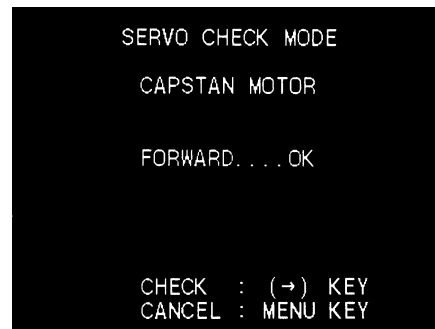 SERVO CHECK MODE
CAPSTAN MOTOR
FORWARD....OK
CHECK : (→) KEY
CANCEL : MENU KEY